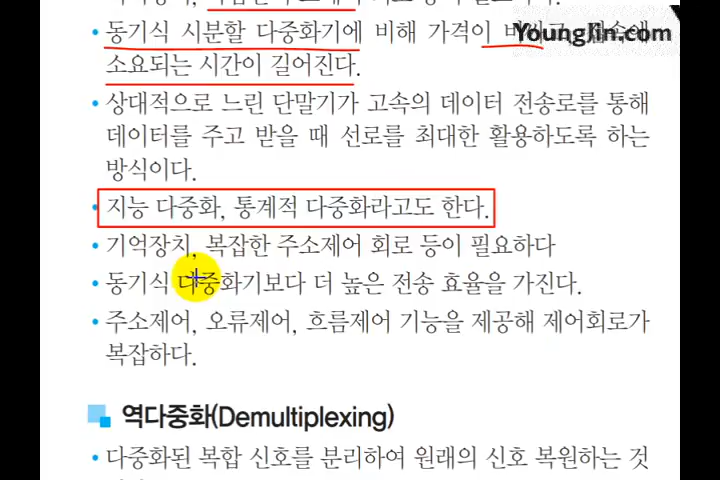 • 동기식 시분할 다중화기에 비해 가격이
Younglin.com
소요되는 시간이 길어진다.
• 상대적으로 느린 단말기가 고속의 데이터 전송로를 통해
데이터를 주고 받을 때 선로를 최대한 활용하도록 하는
방식이다.
• 지능 다중화, 통계적 다중화라고도 한다.
• 기억장치, 복잡한 주소제어 회로 등이 필요하다
• 동기식 다중화기보다 더 높은 전송 효율을 가진다.
• 주소제어, 오류제어, 흐름제어 기능을 제공해 제어회로가
복잡하다.
역다중화(Demultiplexing)
• 다중화된 복합 신호를 분리하여 원래의 신호 복원하는 것